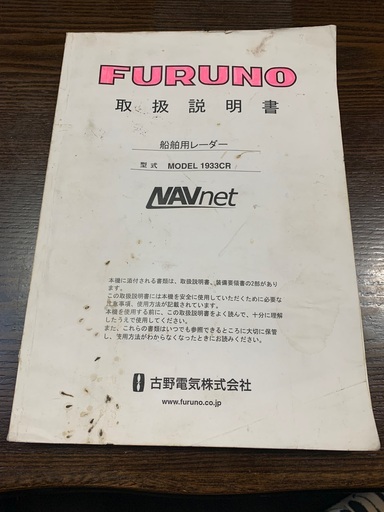 FURUNO
取扱説明書
船舶用レーダー
型式 MODEL 1933CR
NAVnet
本機に添付される書類は、取扱説明書、装備要領書の2部があり
ます。
この取扱説明書には本機を安全に使用していただくために必要な
注意事項、使用方法が記載されています。
本機を使用する前に、この取扱説明書をよく読んで、十分に理解
したうえで使用してください。
また、これらの書類はいつでも参照できるところに大切に保管
し、使用方法がわからなくなったときにお読みください。
古野電気株式会社
www.furuno.co.jp